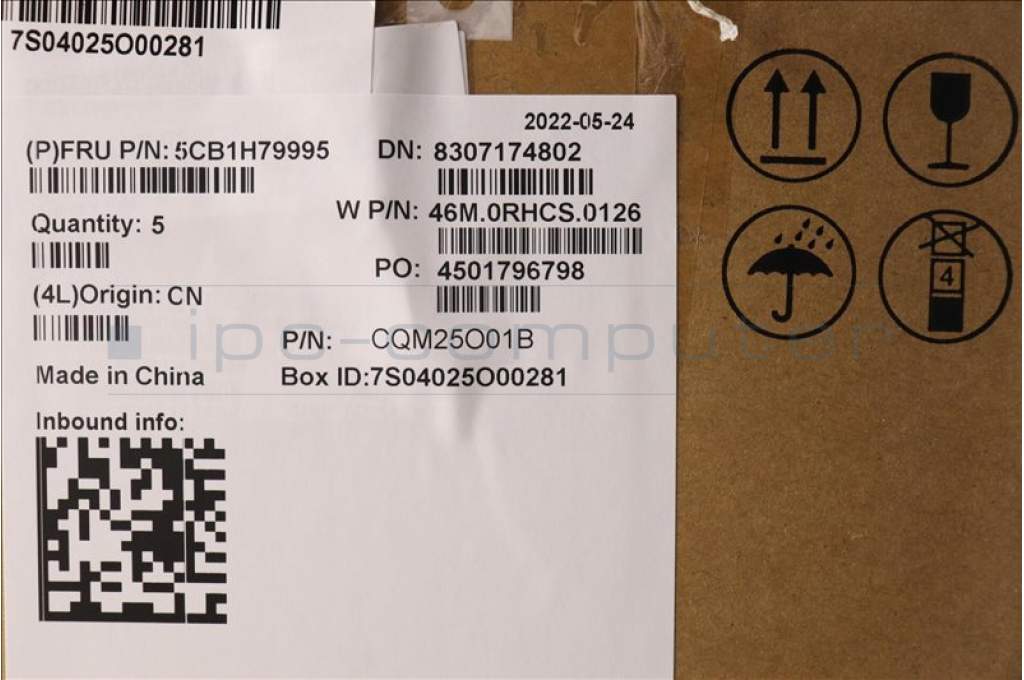 7S04025O00281
2022-05-24
(P)FRU P/N: 5CB1H79995 DN: 8307174802
Quantity: 5 W P/N: 46M.0RHCS.0126
PO: 4501796798
(4L)Origin: CN
P/N: CQM25O01B
Made in China Box ID:7S04025O00281
Inbound info:
4
ipc-computer